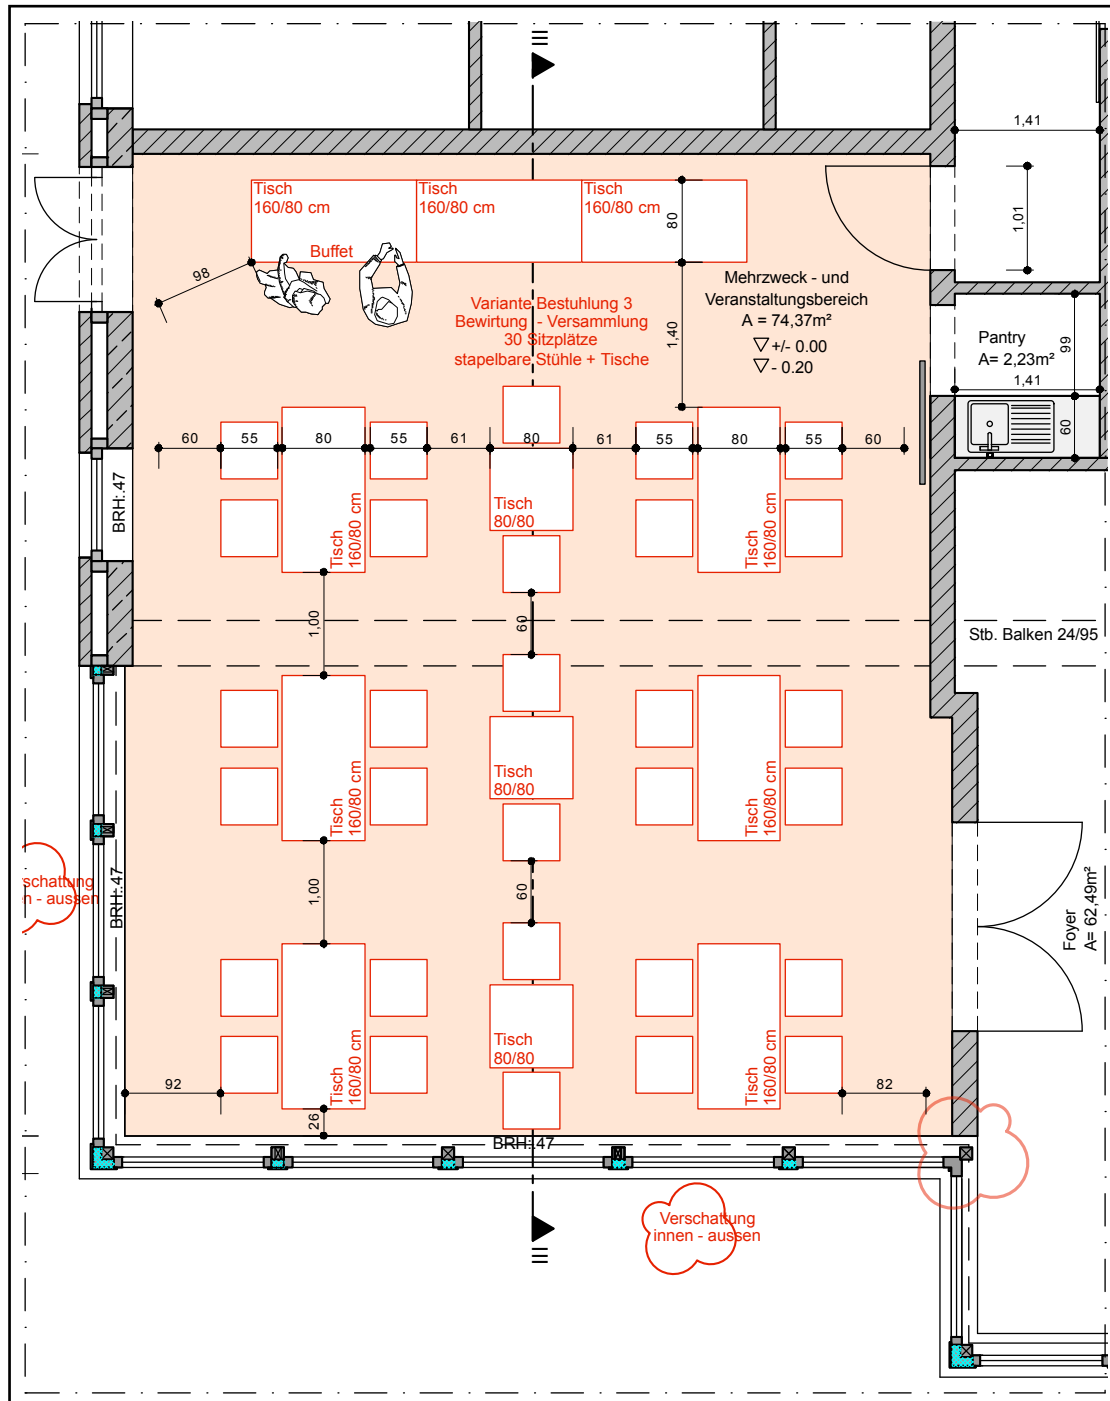 III
1,41
Tisch
160/80 cm
Tisch
160/80 cm
Tisch
160/80 cm
80
1,01
Buffet
98
Mehrzweck - und
Veranstaltungsbereich
A = 74,37m²
+/- 0.00
- 0.20
Variante Bestuhlung 3
Bewirtung - Versammlung
30 Sitzplätze
stapelbare Stühle + Tische
1,40
Pantry
A= 2,23m²
99
1,41
60
60
55
80
55
61
80
61
55
80
55
60
BRH:.47
Tisch
160/80 cm
Tisch
80/80
Tisch
160/80 cm
1,00
60
Stb. Balken 24/95
Tisch
160/80 cm
Tisch
80/80
Tisch
160/80 cm
schattung
n - aussen
BRH:.47
1,00
60
Foyer
A= 62,49m²
Tisch
160/80 cm
Tisch
80/80
Tisch
160/80 cm
92
82
26
BRH:.47
Verschattung
innen - aussen
III